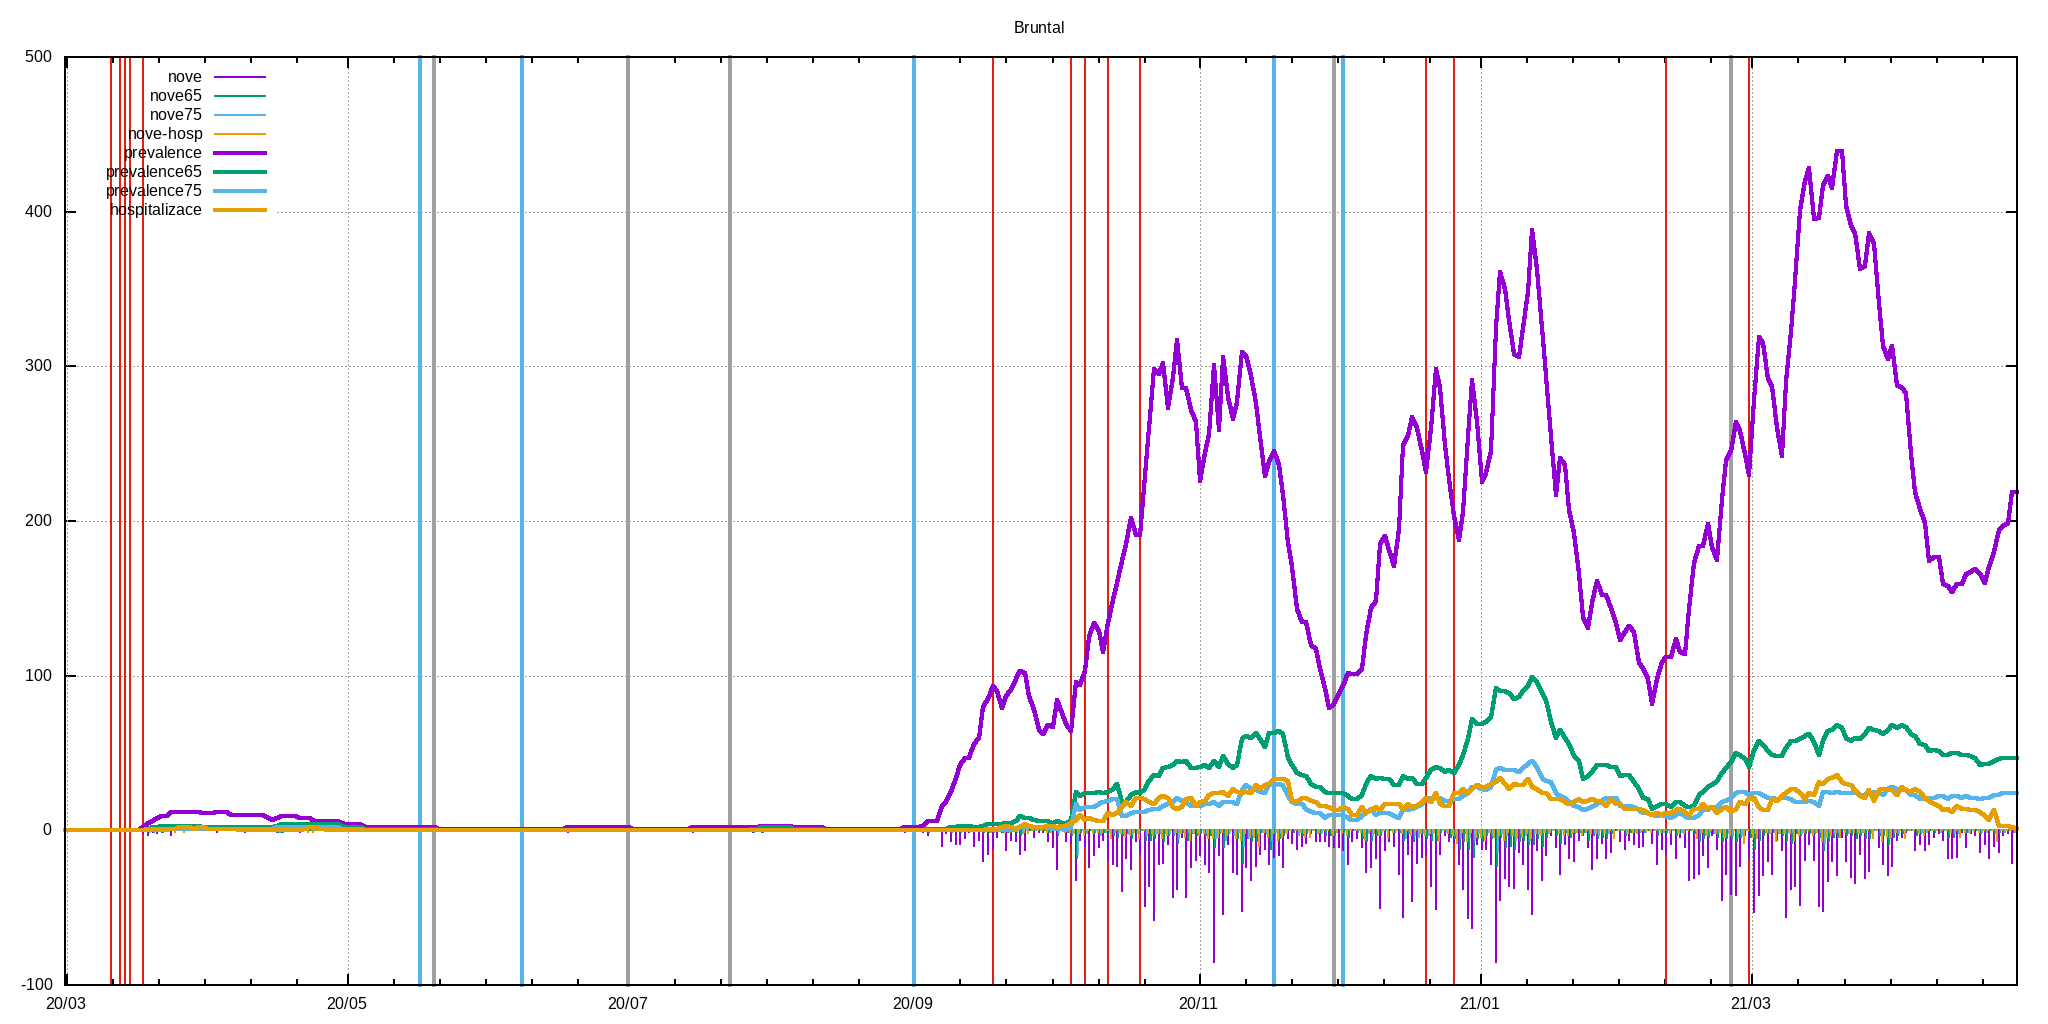 Bruntal
500
nove
nove65
nove75
nove-hosp
prevalence
prevalence65
prevalence75
hospitalizace
400
300
200
100
0
-100
20/03 20/05 20/07 20/09 20/11 21/01 21/03